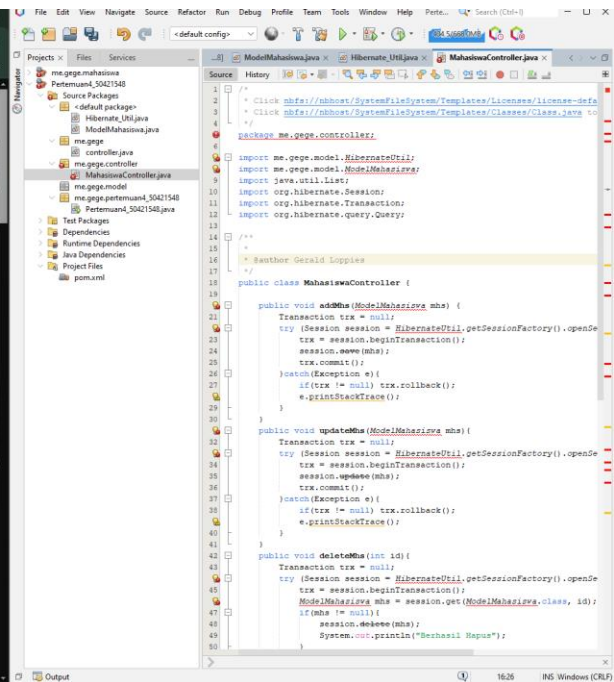 File Edit View Navigate Source Refactor Run Debug Profile Team Tools Window Help Perte... Search (Ctrl+I)
<default config>
Projects × Files Services
...8] ModelMahasiswa.java × Hibernate_Util.java × MahasiswaController.java ×
Navigator
me.gege.mahasiswa
Pertemuan4_50421548
Source Packages
<default package>
Hibernate_Util.java
ModelMahasiswa.java
me.gege
controller.java
me.gege.controller
MahasiswaController.java
me.gege.model
me.gege.pertemuan4_50421548
Pertemuan4_50421548.java
Test Packages
Dependencies
Runtime Dependencies
Java Dependencies
Project Files
pom.xml
Source History
1 /*
2 * Click nbfs://nbhost/SystemFileSystem/Templates/Licenses/license-defa
3 * Click nbfs://nbhost/SystemFileSystem/Templates/Classes/Class.java to
4 */
package me.gege.controller;
6
import me.gege.model.HibernateUtil;
import me.gege.model.ModelMahasiswa;
9 import java.util.List;
10 import org.hibernate.Session;
11 import org.hibernate.Transaction;
12 import org.hibernate.query.Query;
13
14 /**
15 *
16 * @author Gerald Loppies
17 */
18 public class MahasiswaController {
19
public void addMhs(ModelMahasiswa mhs) {
21 Transaction trx = null;
try (Session session = HibernateUtil.getSessionFactory().openSe
23 trx = session.beginTransaction();
24 session.save(mhs);
25 trx.commit();
26 }catch(Exception e){
27 if(trx != null) trx.rollback();
e.printStackTrace();
29 }
30 }
public void updateMhs(ModelMahasiswa mhs){
32 Transaction trx = null;
try (Session session = HibernateUtil.getSessionFactory().openSe
34 trx = session.beginTransaction();
35 session.update(mhs);
36 trx.commit();
37 }catch(Exception e){
38 if(trx != null) trx.rollback();
e.printStackTrace();
40 }
41 }
42 public void deleteMhs(int id){
43 Transaction trx = null;
try (Session session = HibernateUtil.getSessionFactory().openSe
45 trx = session.beginTransaction();
ModelMahasiswa mhs = session.get(ModelMahasiswa.class, id);
47 if(mhs != null){
48 session.delete(mhs);
49 System.out.println("Berhasil Hapus");
50 }
Output
16:26 INS Windows (CRLF)